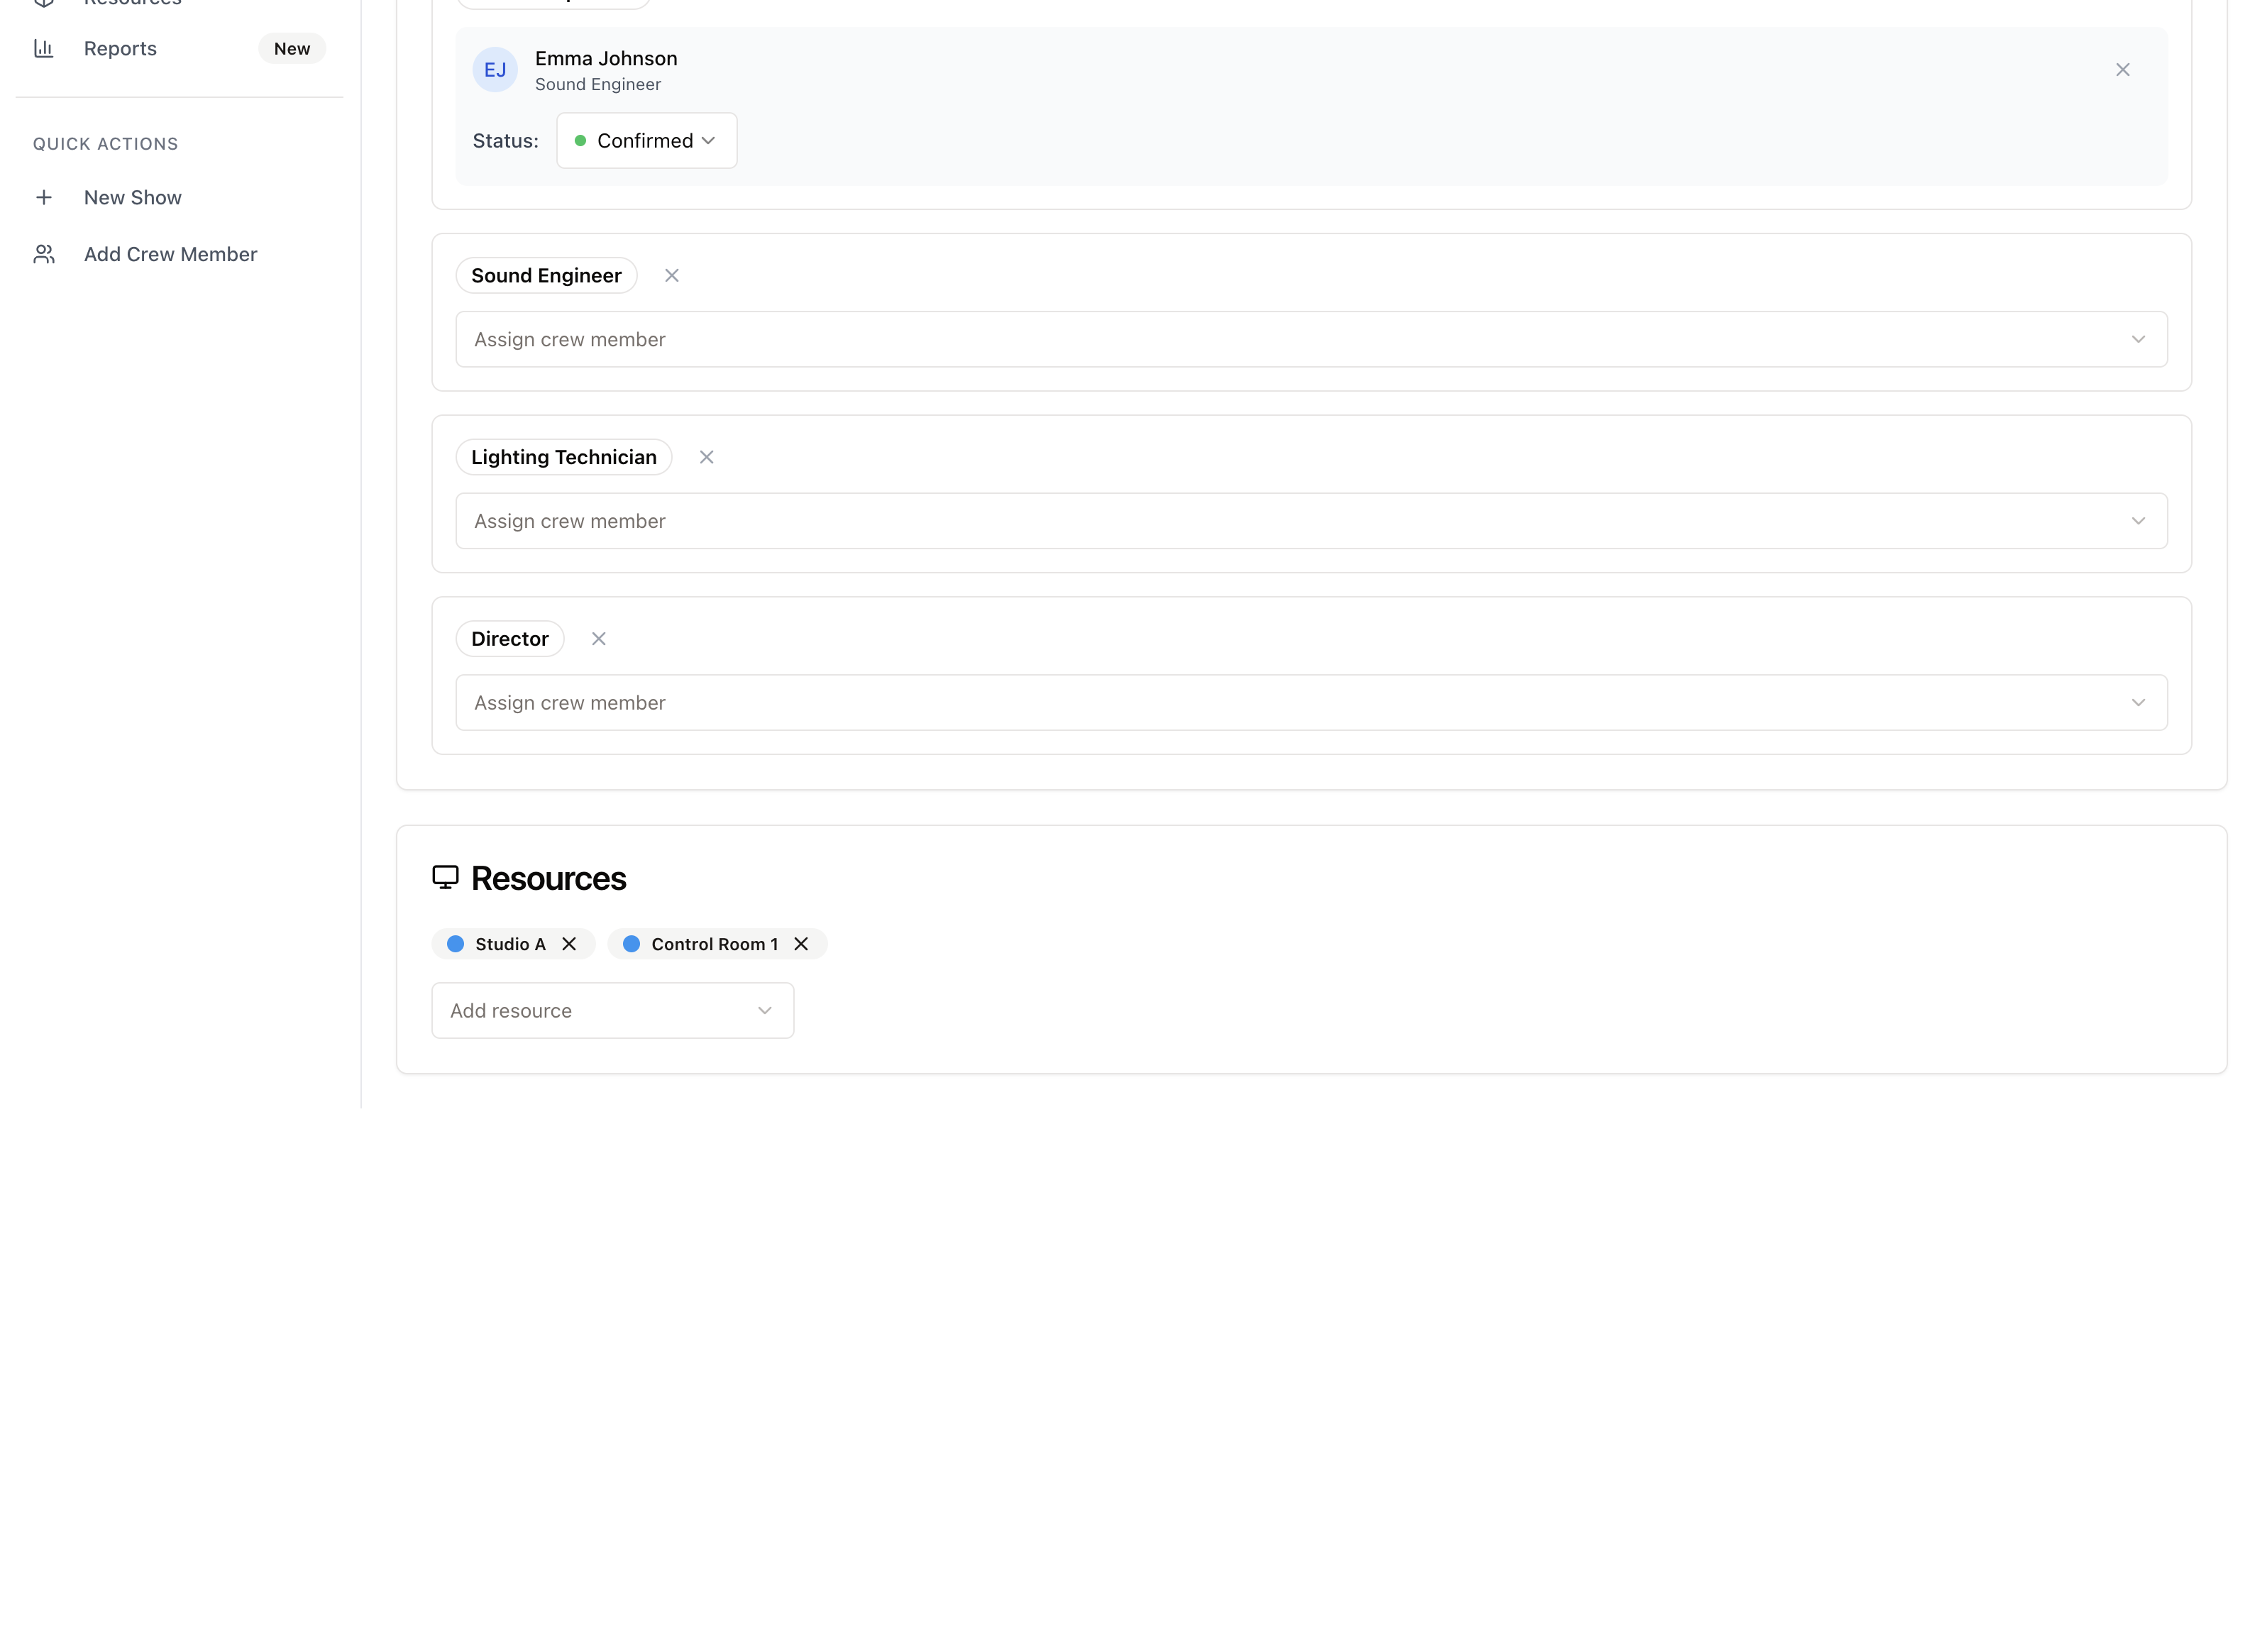 Resources
Reports
New
QUICK ACTIONS
New Show
Add Crew Member
EJ
Emma Johnson
Sound Engineer
Status:
Confirmed
Sound Engineer
Assign crew member
Lighting Technician
Assign crew member
Director
Assign crew member
Resources
Studio A
Control Room 1
Add resource